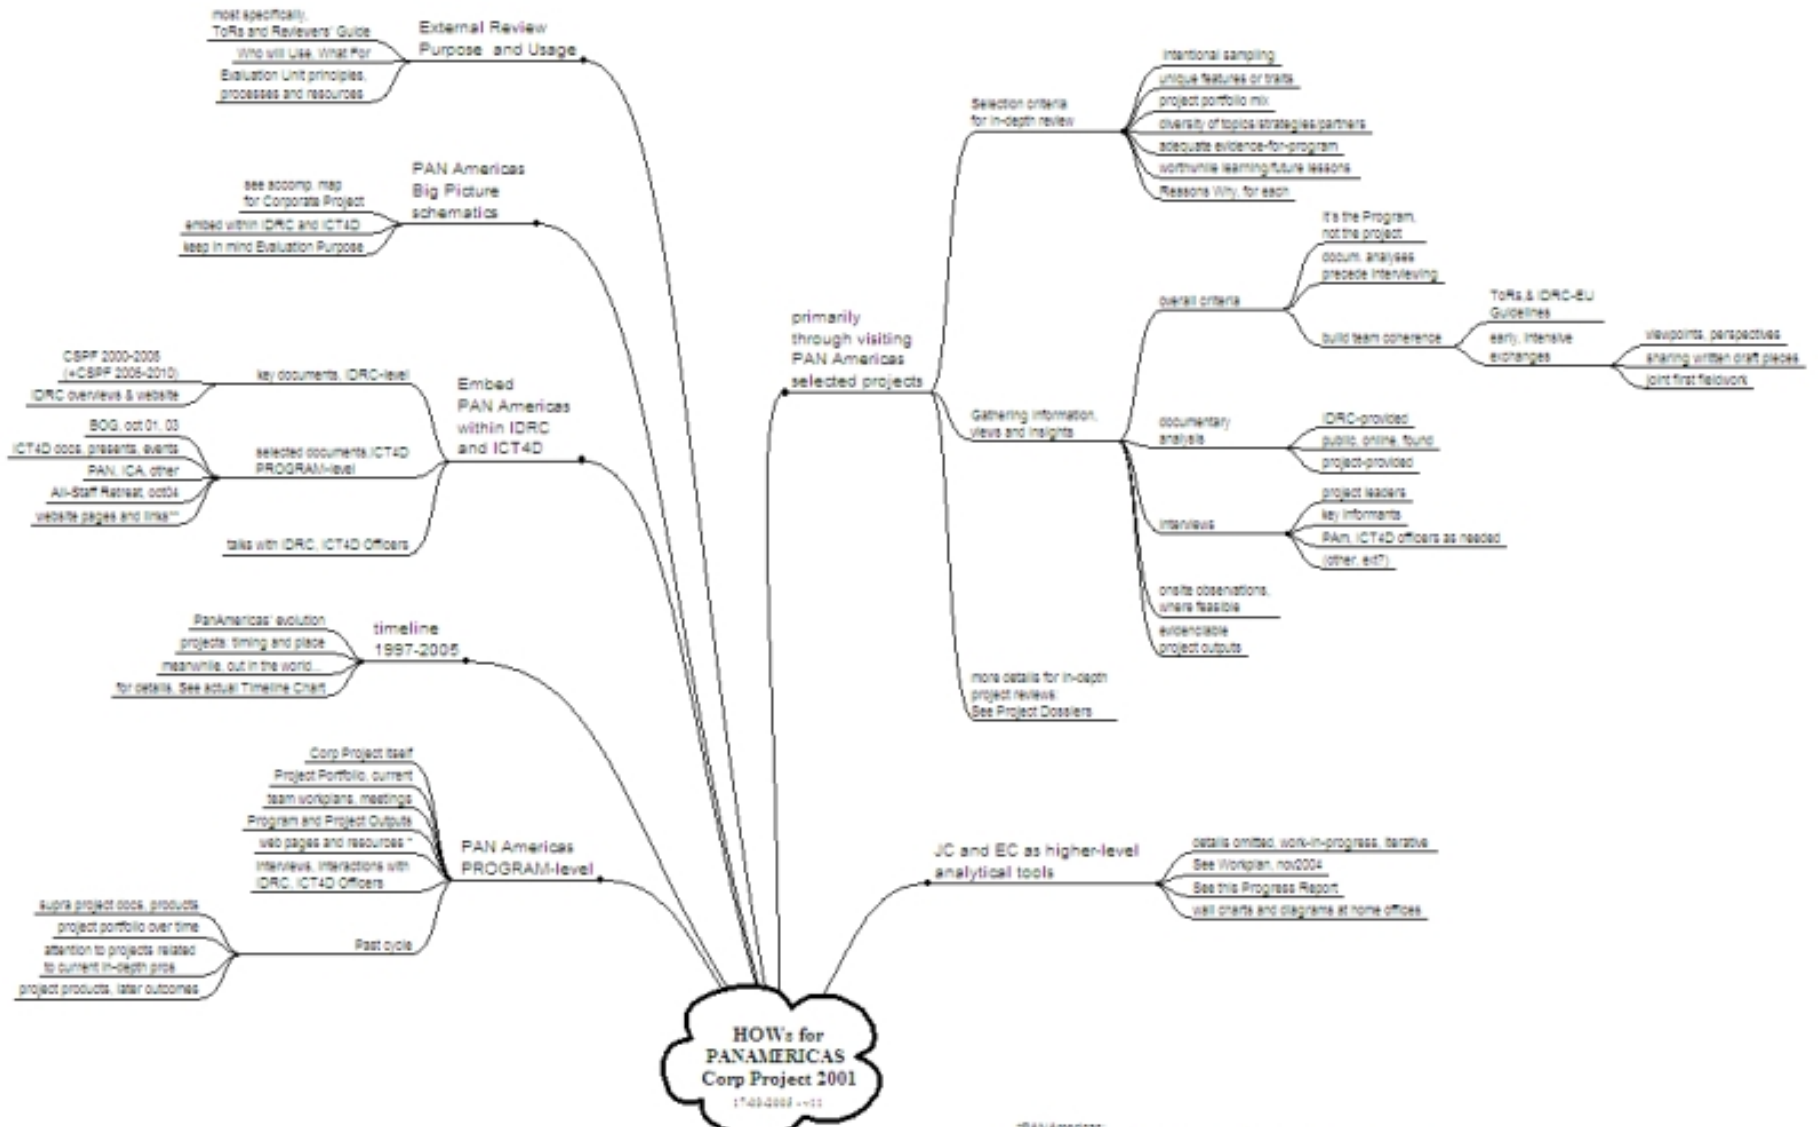 most specifically,
ToRs and Reviewers' Guide
Who will Use, What For
Evaluation Unit principles,
processes and resources
External Review
Purpose and Usage
see accomp. map
for Corporate Project
embed within IDRC and ICT4D
keep in mind Evaluation Purpose
PAN Americas
Big Picture
schematics
CSPF 2000-2005
(+CSPF 2005-2010)
IDRC overviews & website
key documents, IDRC-level
BOG, oct 01, 03
ICT4D docs, presents, events
PAN, ICA, other
All-Staff Retreat, oct04
website pages and links**
selected documents,ICT4D
PROGRAM-level
talks with IDRC, ICT4D Officers
Embed
PAN Americas
within IDRC
and ICT4D
PanAmericas' evolution
projects: timing and place
meanwhile, out in the world...
for details, See actual Timeline Chart
timeline
1997-2005
Corp Project itself
Project Portfolio, current
team workplans, meetings
Program and Project Outputs
web pages and resources *
Interviews, interactions with
IDRC, ICT4D Officers
supra project docs, products
project portfolio over time
attention to projects related
to current in-depth pros
project products, later outcomes
Past cycle
PAN Americas
PROGRAM-level
primarily
through visiting
PAN Americas
selected projects
Selection criteria
for in-depth review
intentional sampling
unique features or traits
project portfolio mix
diversity of topics/strategies/partners
adequate evidence-for-program
worthwhile learning/future lessons
Reasons Why, for each
Gathering information,
views and insights
overall criteria
it's the Program,
not the project
docum. analyses
precede interviewing
build team coherence
ToRs,& IDRC-EU
Guidelines
early, intensive
exchanges
viewpoints, perspectives
sharing written draft pieces
joint first fieldwork
documentary
analysis
IDRC-provided
public, online, found
project-provided
interviews
project leaders
key informants
PAm, ICT4D officers as needed
(other, ext?)
onsite observations,
where feasible
evidenciable
project outputs
more details for in-depth
project reviews:
See Project Dossiers
JC and EC as higher-level
analytical tools
details omitted, work-in-progress, iterative
See Workplan, nov2004
See this Progress Report
wall charts and diagrams at home offices
HOWs for
PANAMERICAS
Corp Project 2001